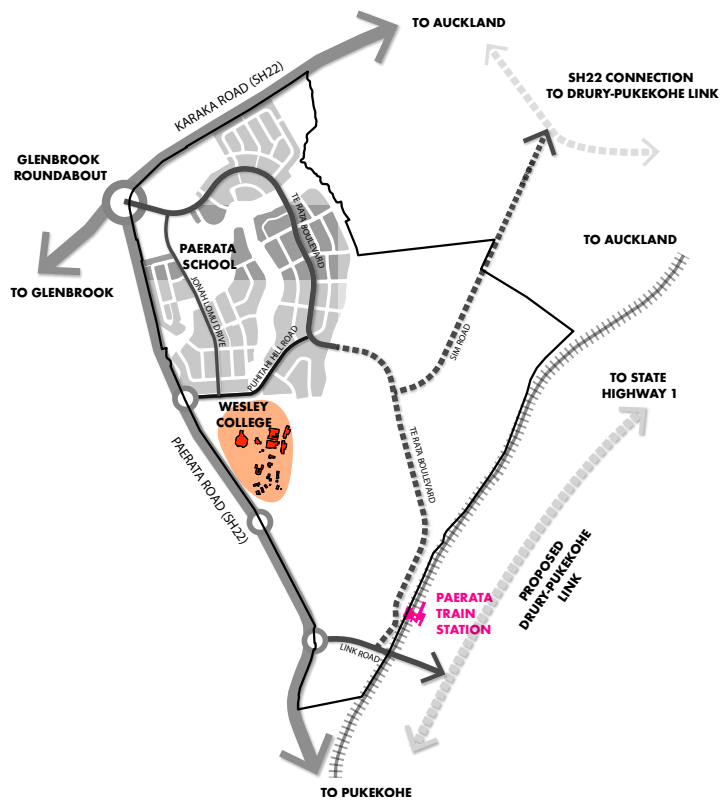 TO AUCKLAND
KARAKA ROAD (SH22)
SH22 CONNECTION
TO DRURY-PUKEKOHE LINK
GLENBROOK
ROUNDABOUT
TE RATA BOULEVARD
PAERATA
SCHOOL
TO AUCKLAND
TO GLENBROOK
JONAH LOMU DRIVE
PUHITAHI HILL ROAD
SIM ROAD
TO STATE
HIGHWAY 1
WESLEY
COLLEGE
PAERATA ROAD (SH22)
TE RATA BOULEVARD
PROPOSED
DRURY-PUKEKOHE
LINK
PAERATA
TRAIN
STATION
LINK ROAD
TO PUKEKOHE